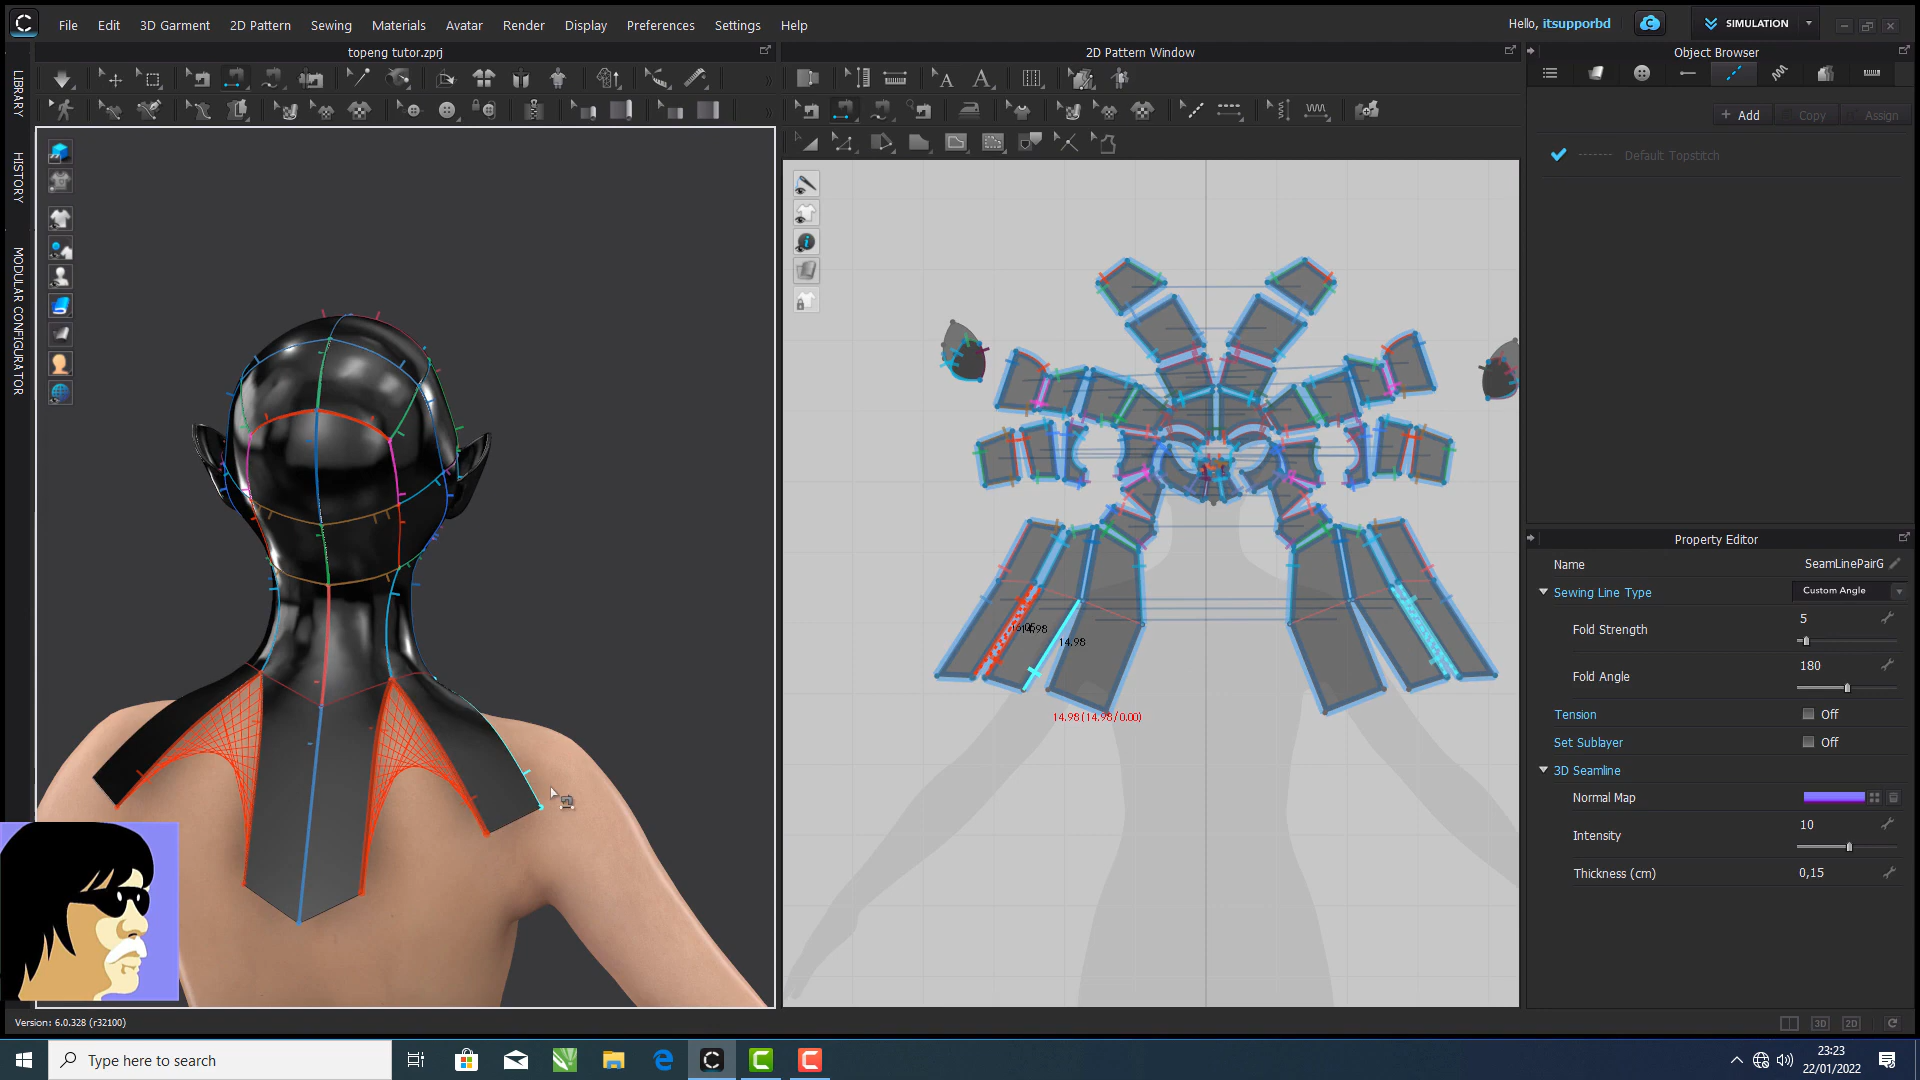 File Edit 3D Garment 2D Pattern Sewing Materials Avatar Render Display Preferences Settings Help
Hello, itsupporbd
SIMULATION
topeng tutor.zprj
2D Pattern Window
Object Browser
LIBRARY
HISTORY
MODULAR CONFIGURATOR
+ Add Copy Assign
Default Topstitch
Property Editor
Name SeamLinePairG
Sewing Line Type Custom Angle
Fold Strength 5
Fold Angle 180
Tension Off
Set Sublayer Off
3D Seamline
Normal Map
Intensity 10
Thickness (cm) 0,15
14.98
14.98
14.98(14.98/0.00)
Version: 6.0.328 (r32100)
3D 2D
Type here to search
23:23
22/01/2022